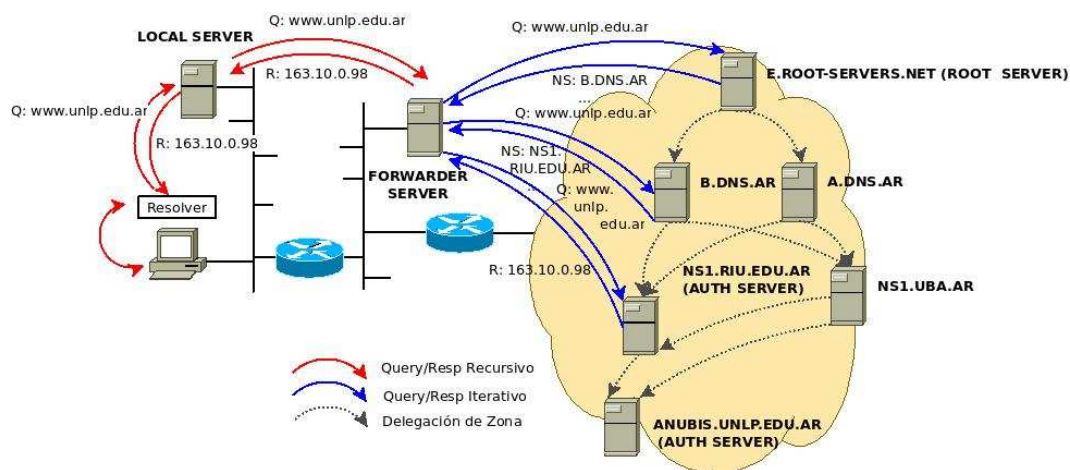 Q: www.unlp.edu.ar
LOCAL SERVER
R: 163.10.0.98
Q: www.unlp.edu.ar
R: 163.10.0.98
Resolver
FORWARDER
SERVER
Q: www.unlp.edu.ar
E.ROOT-SERVERS.NET (ROOT SERVER)
NS: B.DNS.AR
...
Q: www.unlp.edu.ar
NS: NS1.
RIU.EDU.AR
...
Q: www.
unlp.
edu.ar
R: 163.10.0.98
B.DNS.AR
A.DNS.AR
NS1.RIU.EDU.AR
(AUTH SERVER)
NS1.UBA.AR
ANUBIS.UNLP.EDU.AR
(AUTH SERVER)
Query/Resp Recursivo
Query/Resp Iterativo
Delegación de Zona